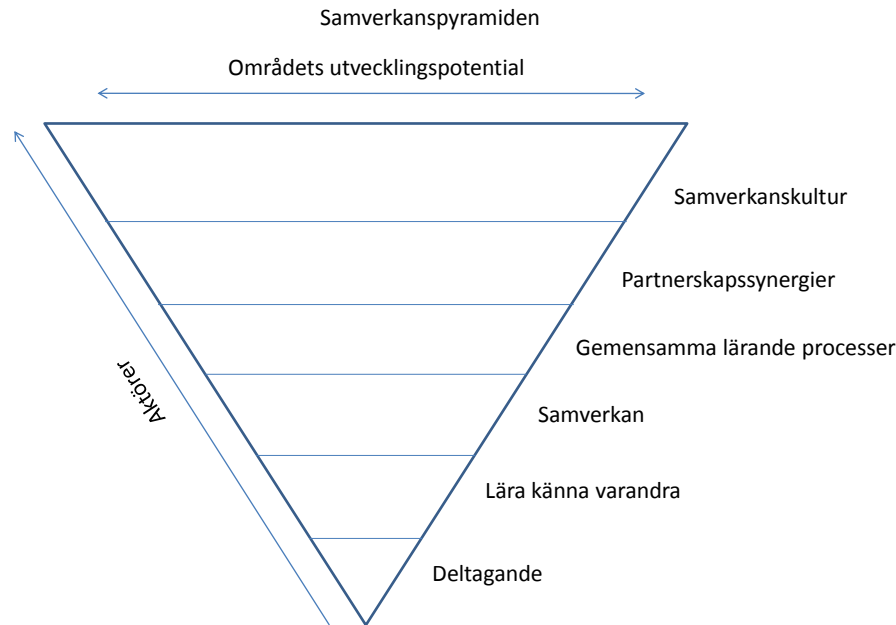 Samverkanspyramiden
Områdets utvecklingspotential
Samverkanskultur
Partnerskapssynergier
Gemensamma lärande processer
Aktörer
Samverkan
Lära känna varandra
Deltagande